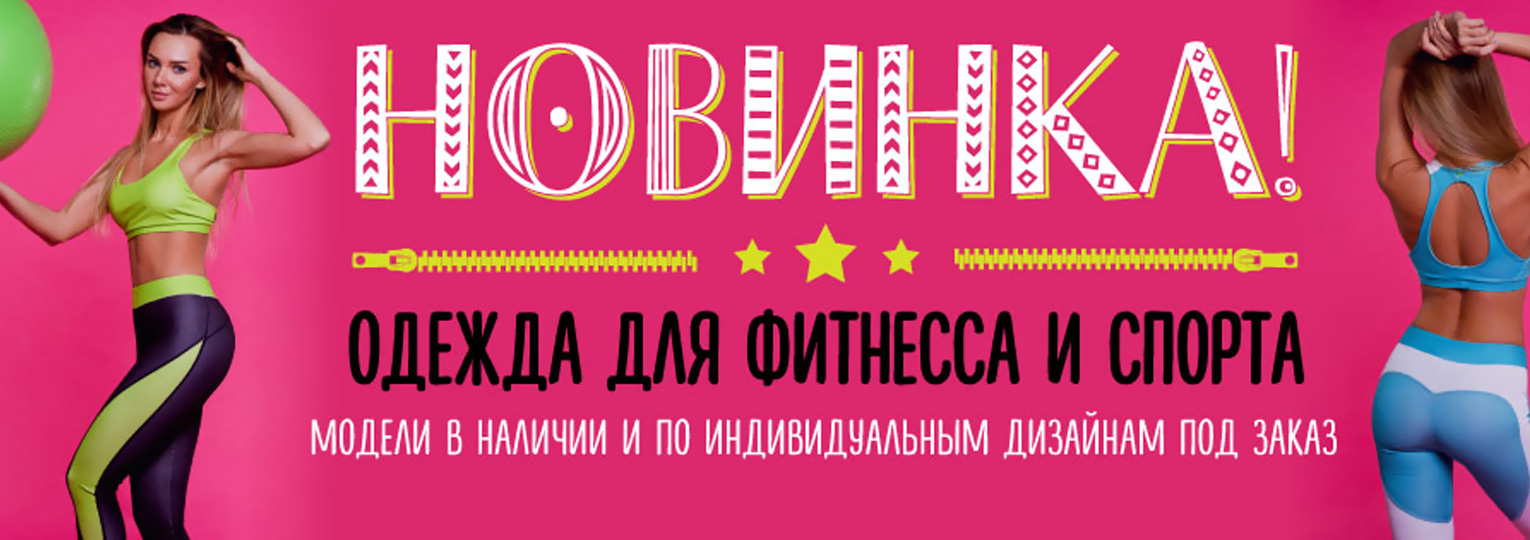 НОВИНКА!
ОДЕЖДА ДЛЯ ФИТНЕССА И СПОРТА
МОДЕЛИ В НАЛИЧИИ И ПО ИНДИВИДУАЛЬНЫМ ДИЗАЙНАМ ПОД ЗАКАЗ